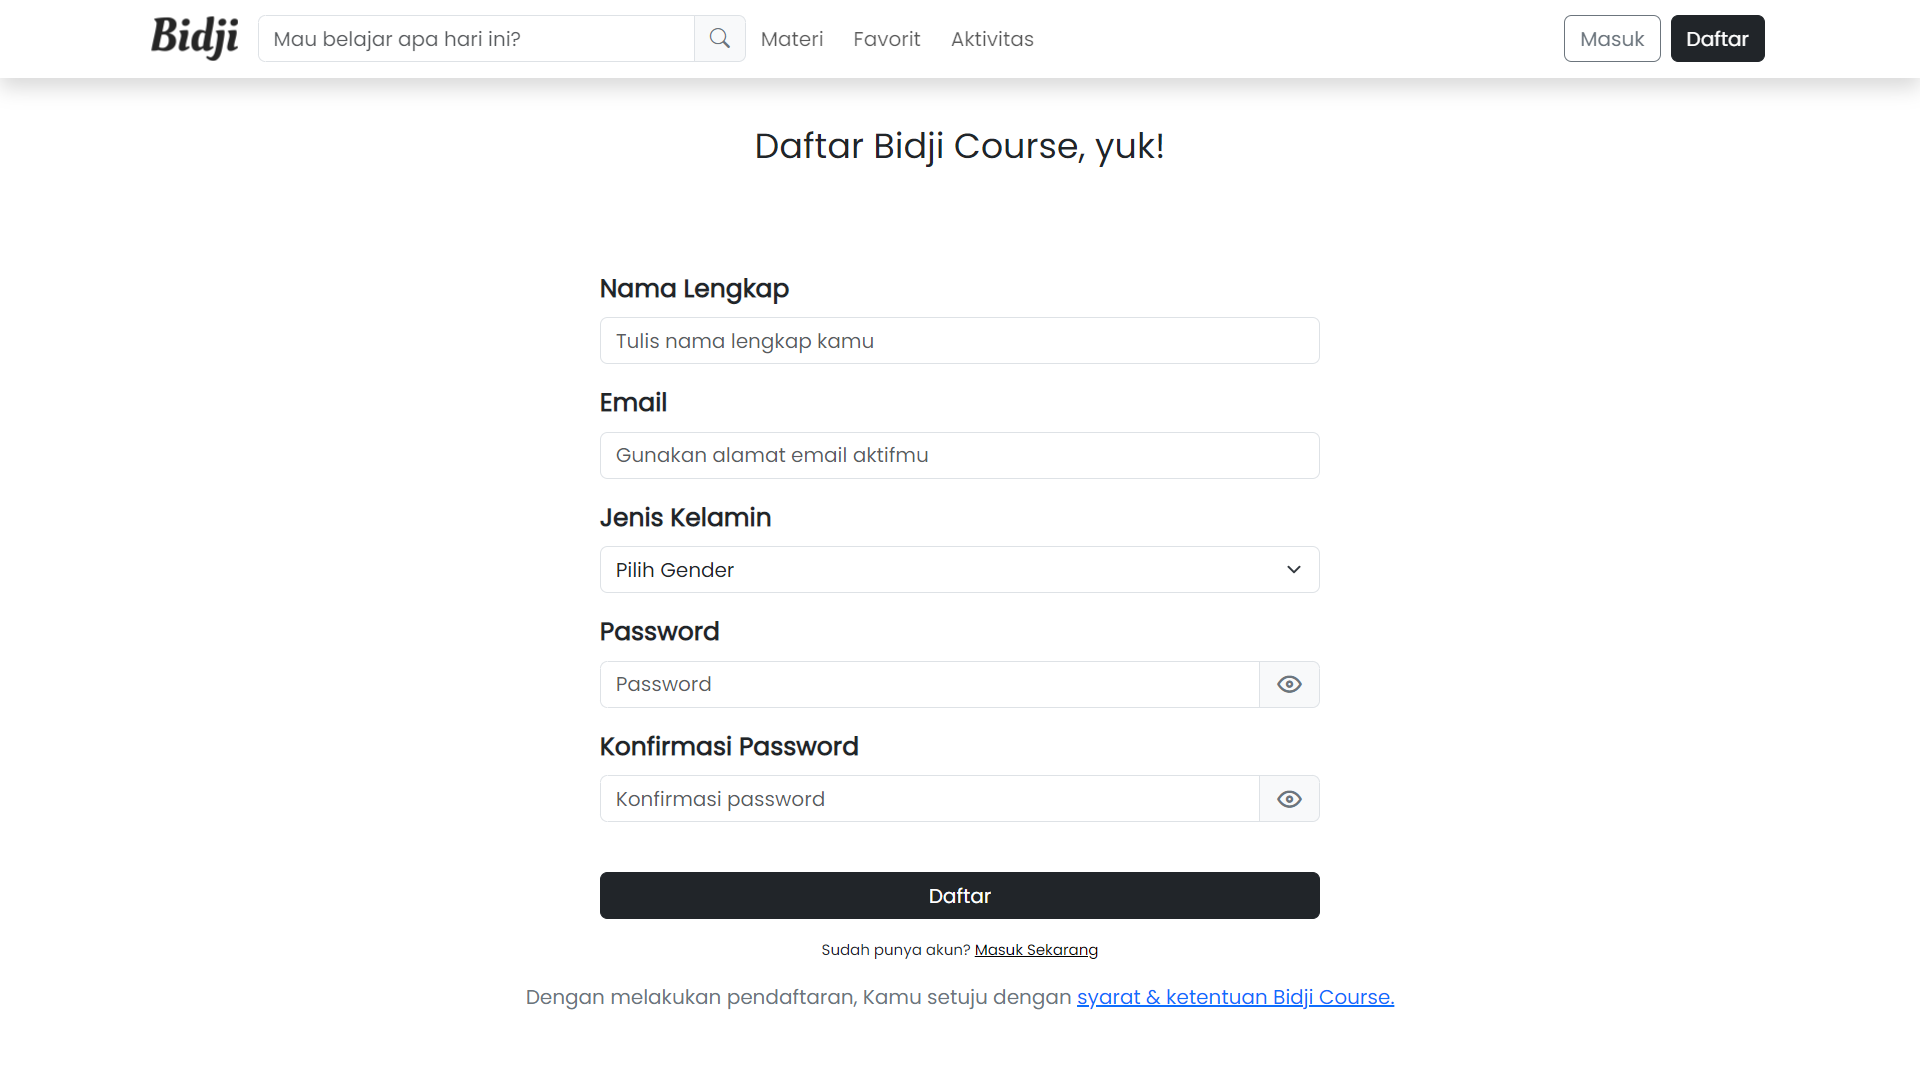 Bidji
Mau belajar apa hari ini?
Materi
Favorit
Aktivitas
Masuk
Daftar
Daftar Bidji Course, yuk!
Nama Lengkap
Tulis nama lengkap kamu
Email
Gunakan alamat email aktifmu
Jenis Kelamin
Pilih Gender
Password
Password
Konfirmasi Password
Konfirmasi password
Daftar
Sudah punya akun? Masuk Sekarang
Dengan melakukan pendaftaran, Kamu setuju dengan syarat & ketentuan Bidji Course.